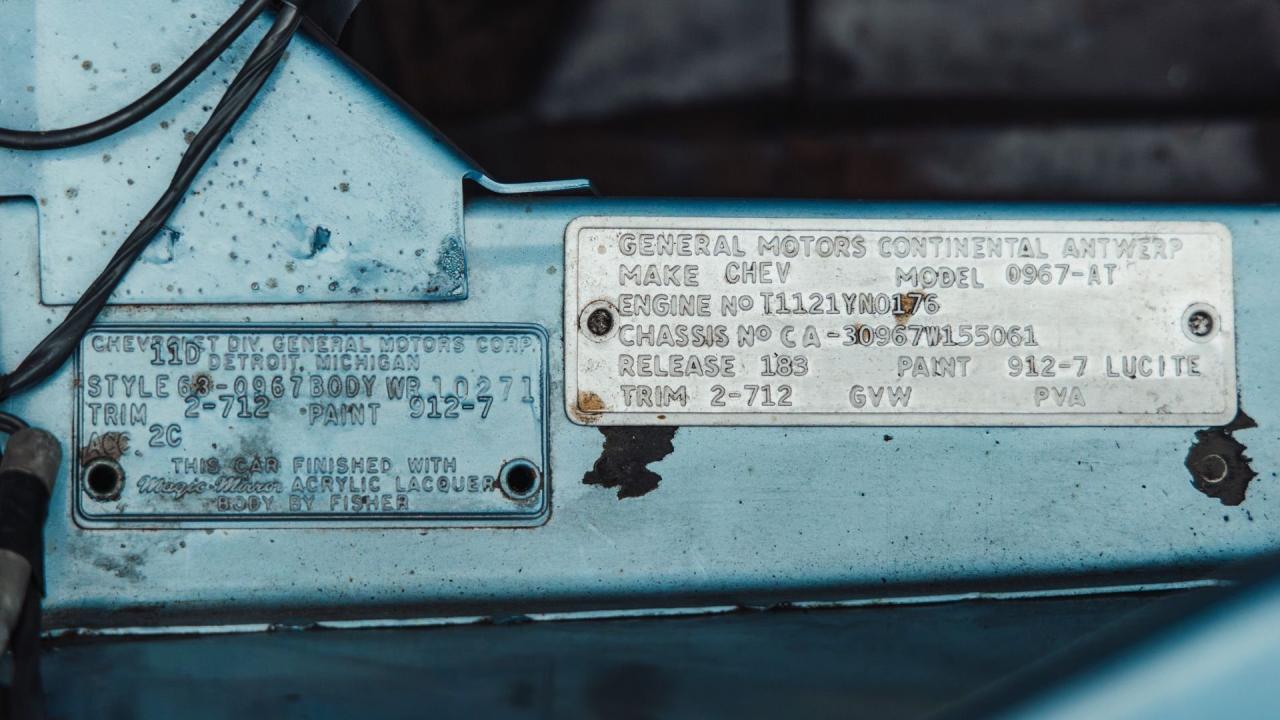 CHEVROLET DIV. GENERAL MOTORS CORP.
11D DETROIT, MICHIGAN
STYLE 63-0967 BODY WR 10271
TRIM 2-712 PAINT 912-7
ACC 2C
THIS CAR FINISHED WITH
Magic-Mirror ACRYLIC LACQUER
BODY BY FISHER
GENERAL MOTORS CONTINENTAL ANTWERP
MAKE CHEV MODEL 0967-AT
ENGINE Nº T1121YN0176
CHASSIS Nº CA-30967W155061
RELEASE 183 PAINT 912-7 LUCITE
TRIM 2-712 GVW PVA